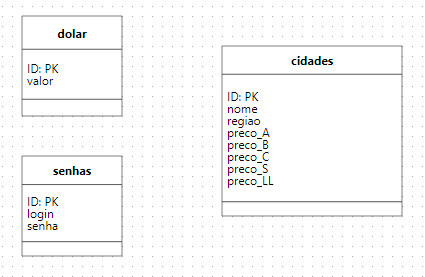 dolar
ID: PK
valor
cidades
ID: PK
nome
regiao
preco_A
preco_B
preco_C
preco_S
preco_LL
senhas
ID: PK
login
senha